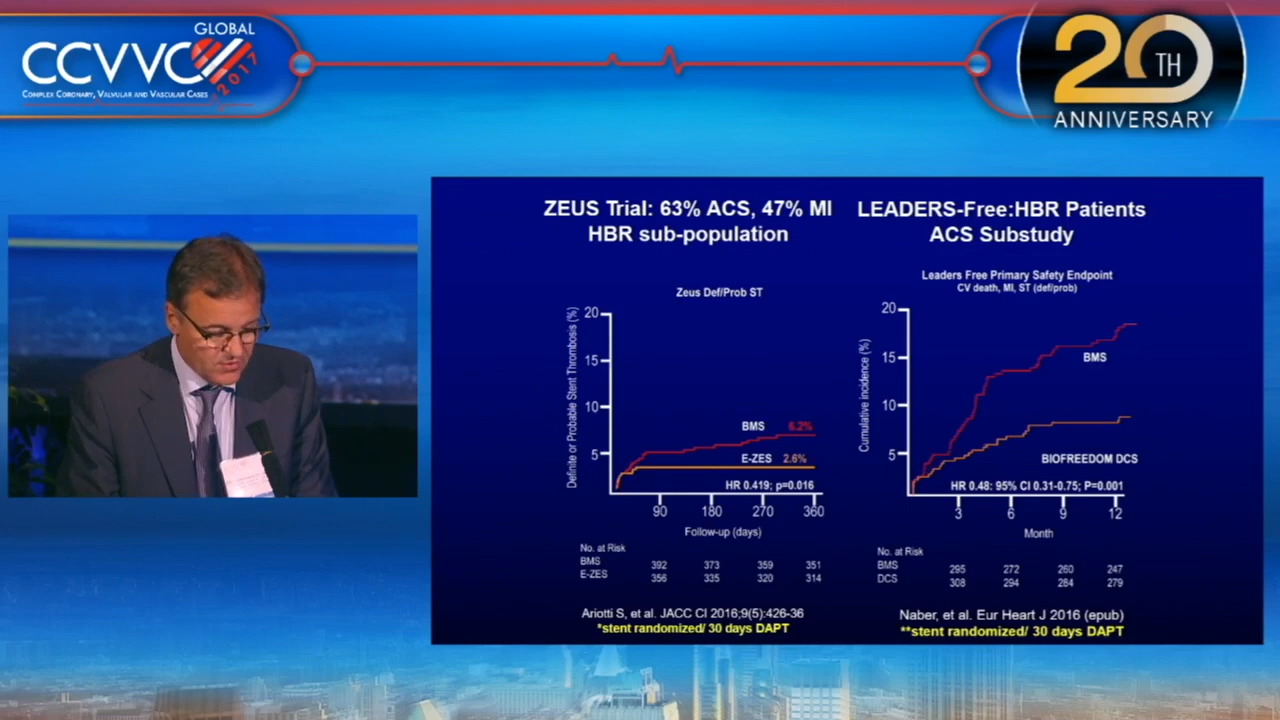 GLOBAL
CCVVC
2017
COMPLEX CORONARY, VALVULAR AND VASCULAR CASES
20TH
ANNIVERSARY
ZEUS Trial: 63% ACS, 47% MI
HBR sub-population
Zeus Def/Prob ST
Definite or Probable Stent Thrombosis (%)
20
15
10
5
BMS 6.2%
E-ZES 2.6%
HR 0.419; p=0.016
90 180 270 360
Follow-up (days)
No. at Risk
BMS 392 373 359 351
E-ZES 356 335 320 314
Ariotti S, et al. JACC CI 2016;9(5):426-36
*stent randomized/ 30 days DAPT
LEADERS-Free:HBR Patients
ACS Substudy
Leaders Free Primary Safety Endpoint
CV death, MI, ST (def/prob)
Cumulative incidence (%)
20
15
10
5
BMS
BIOFREEDOM DCS
HR 0.48: 95% CI 0.31-0.75; P=0.001
3 6 9 12
Month
No. at Risk
BMS 295 272 260 247
DCS 308 294 284 279
Naber, et al. Eur Heart J 2016 (epub)
**stent randomized/ 30 days DAPT